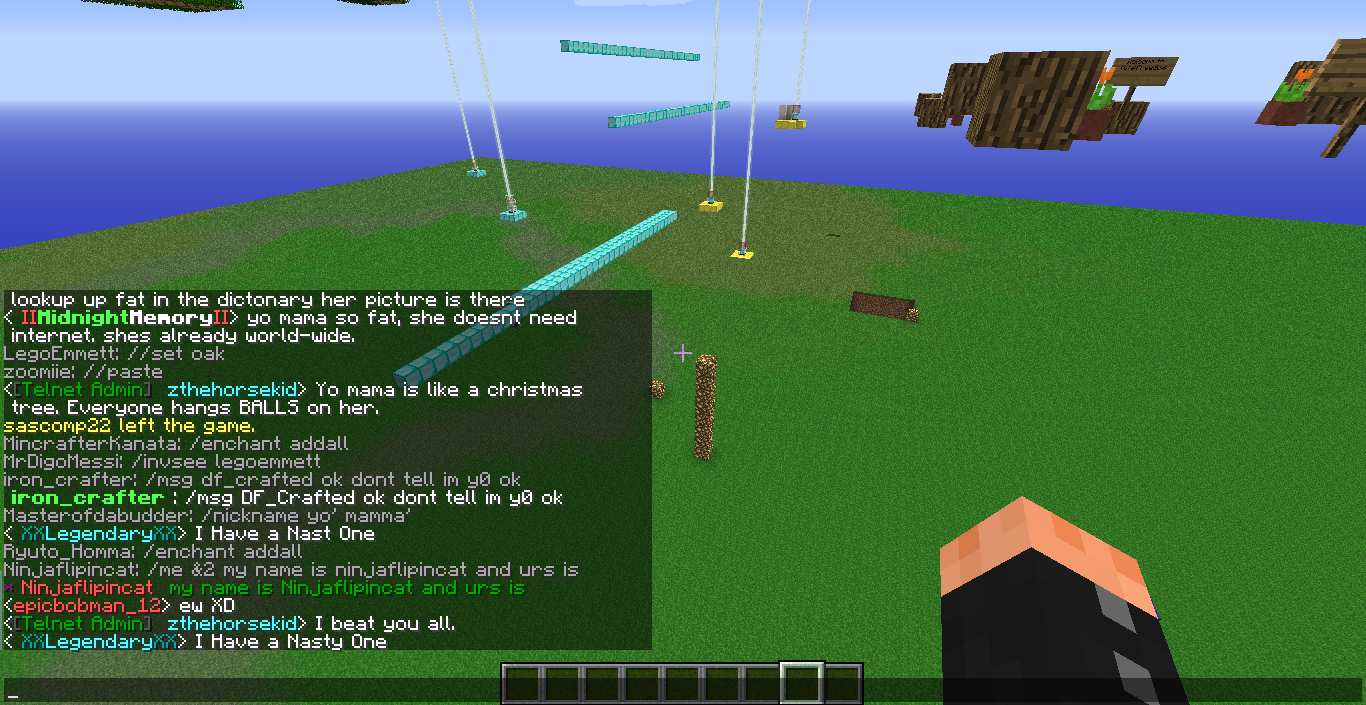 lookup up fat in the dictonary her picture is there
< IIMidnightMemoryII> yo mama so fat, she doesnt need
internet. shes already world-wide.
LegoEmmett: //set oak
zoomiie: //paste
<[Telnet Admin] zthehorsekid> Yo mama is like a christmas
tree. Everyone hangs BALLS on her.
sascomp22 left the game.
MincrafterKanata: /enchant addall
MrDigoMessi: /invsee legoemmett
iron_crafter: /msg df_crafted ok dont tell im y0 ok
iron_crafter : /msg DF_Crafted ok dont tell im y0 ok
Masterofdabudder: /nickname yo' mamma'
< XXLegendaryXX> I Have a Nast One
Ryuto_Homma: /enchant addall
Ninjaflipincat: /me &2 my name is ninjaflipincat and urs is
* Ninjaflipincat my name is Ninjaflipincat and urs is
<epicbobman_12> ew XD
<[Telnet Admin] zthehorsekid> I beat you all.
< XXLegendaryXX> I Have a Nasty One
_